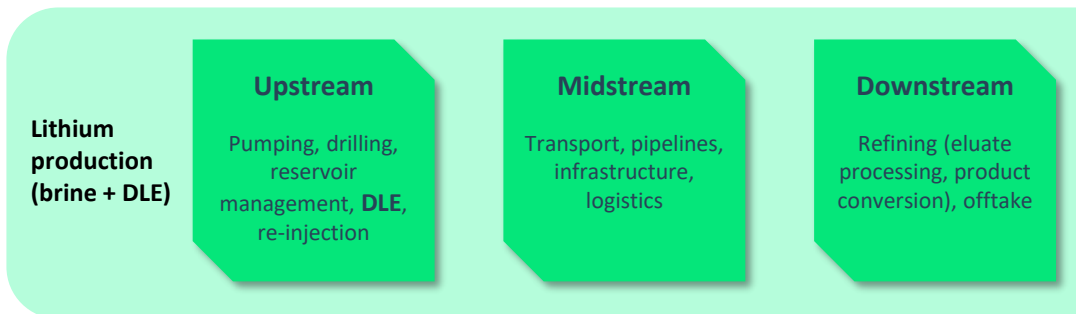 Lithium
production
(brine + DLE)
Upstream
Pumping, drilling,
reservoir
management, DLE,
re-injection
Midstream
Transport, pipelines,
infrastructure,
logistics
Downstream
Refining (eluate
processing, product
conversion), offtake